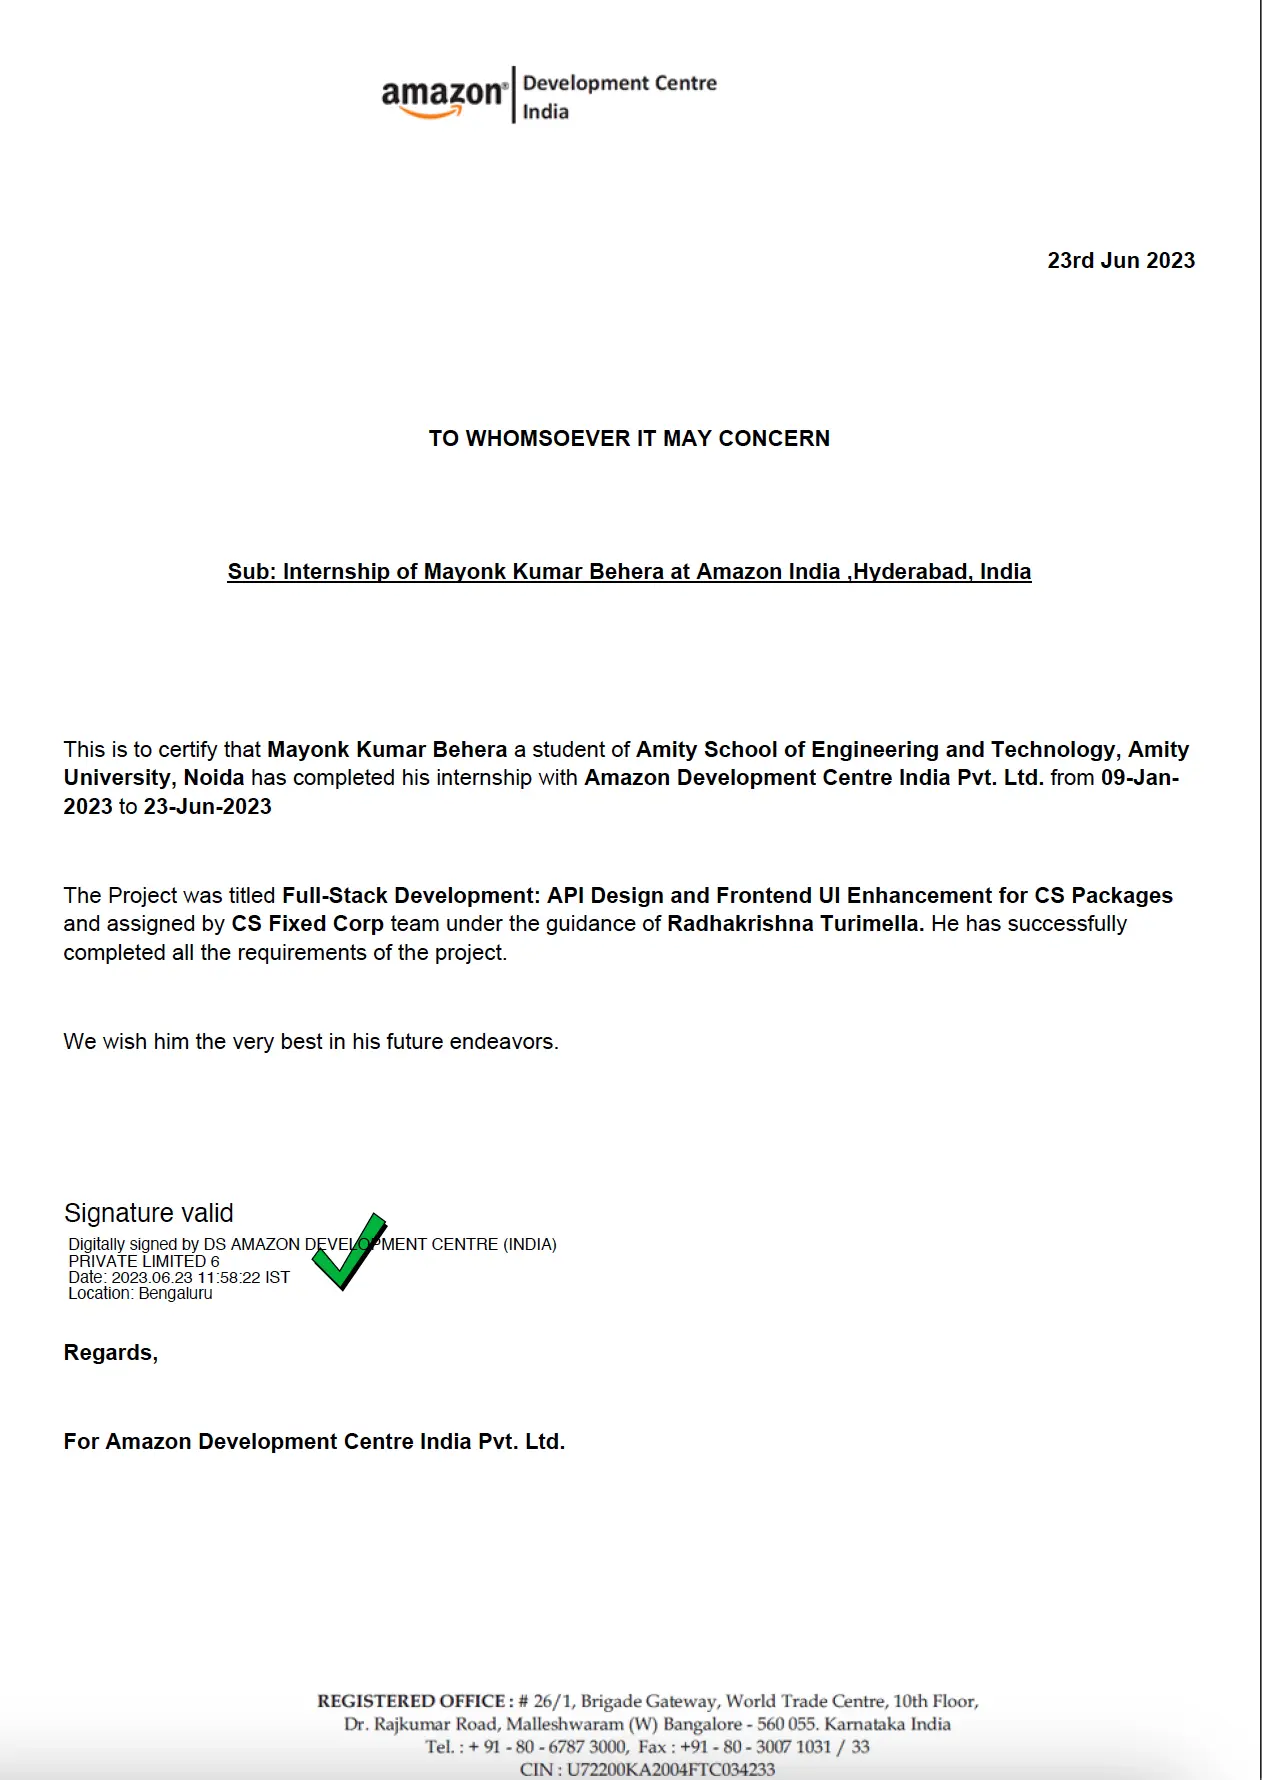 amazon® Development Centre
India
23rd Jun 2023
TO WHOMSOEVER IT MAY CONCERN
Sub: Internship of Mayonk Kumar Behera at Amazon India ,Hyderabad, India
This is to certify that Mayonk Kumar Behera a student of Amity School of Engineering and Technology, Amity
University, Noida has completed his internship with Amazon Development Centre India Pvt. Ltd. from 09-Jan-
2023 to 23-Jun-2023
The Project was titled Full-Stack Development: API Design and Frontend UI Enhancement for CS Packages
and assigned by CS Fixed Corp team under the guidance of Radhakrishna Turimella. He has successfully
completed all the requirements of the project.
We wish him the very best in his future endeavors.
Signature valid
Digitally signed by DS AMAZON DEVELOPMENT CENTRE (INDIA)
PRIVATE LIMITED 6
Date: 2023.06.23 11:58:22 IST
Location: Bengaluru
Regards,
For Amazon Development Centre India Pvt. Ltd.
REGISTERED OFFICE : # 26/1, Brigade Gateway, World Trade Centre, 10th Floor,
Dr. Rajkumar Road, Malleshwaram (W) Bangalore - 560 055. Karnataka India
Tel. : + 91 - 80 - 6787 3000, Fax : +91 - 80 - 3007 1031 / 33
CIN : U72200KA2004FTC034233